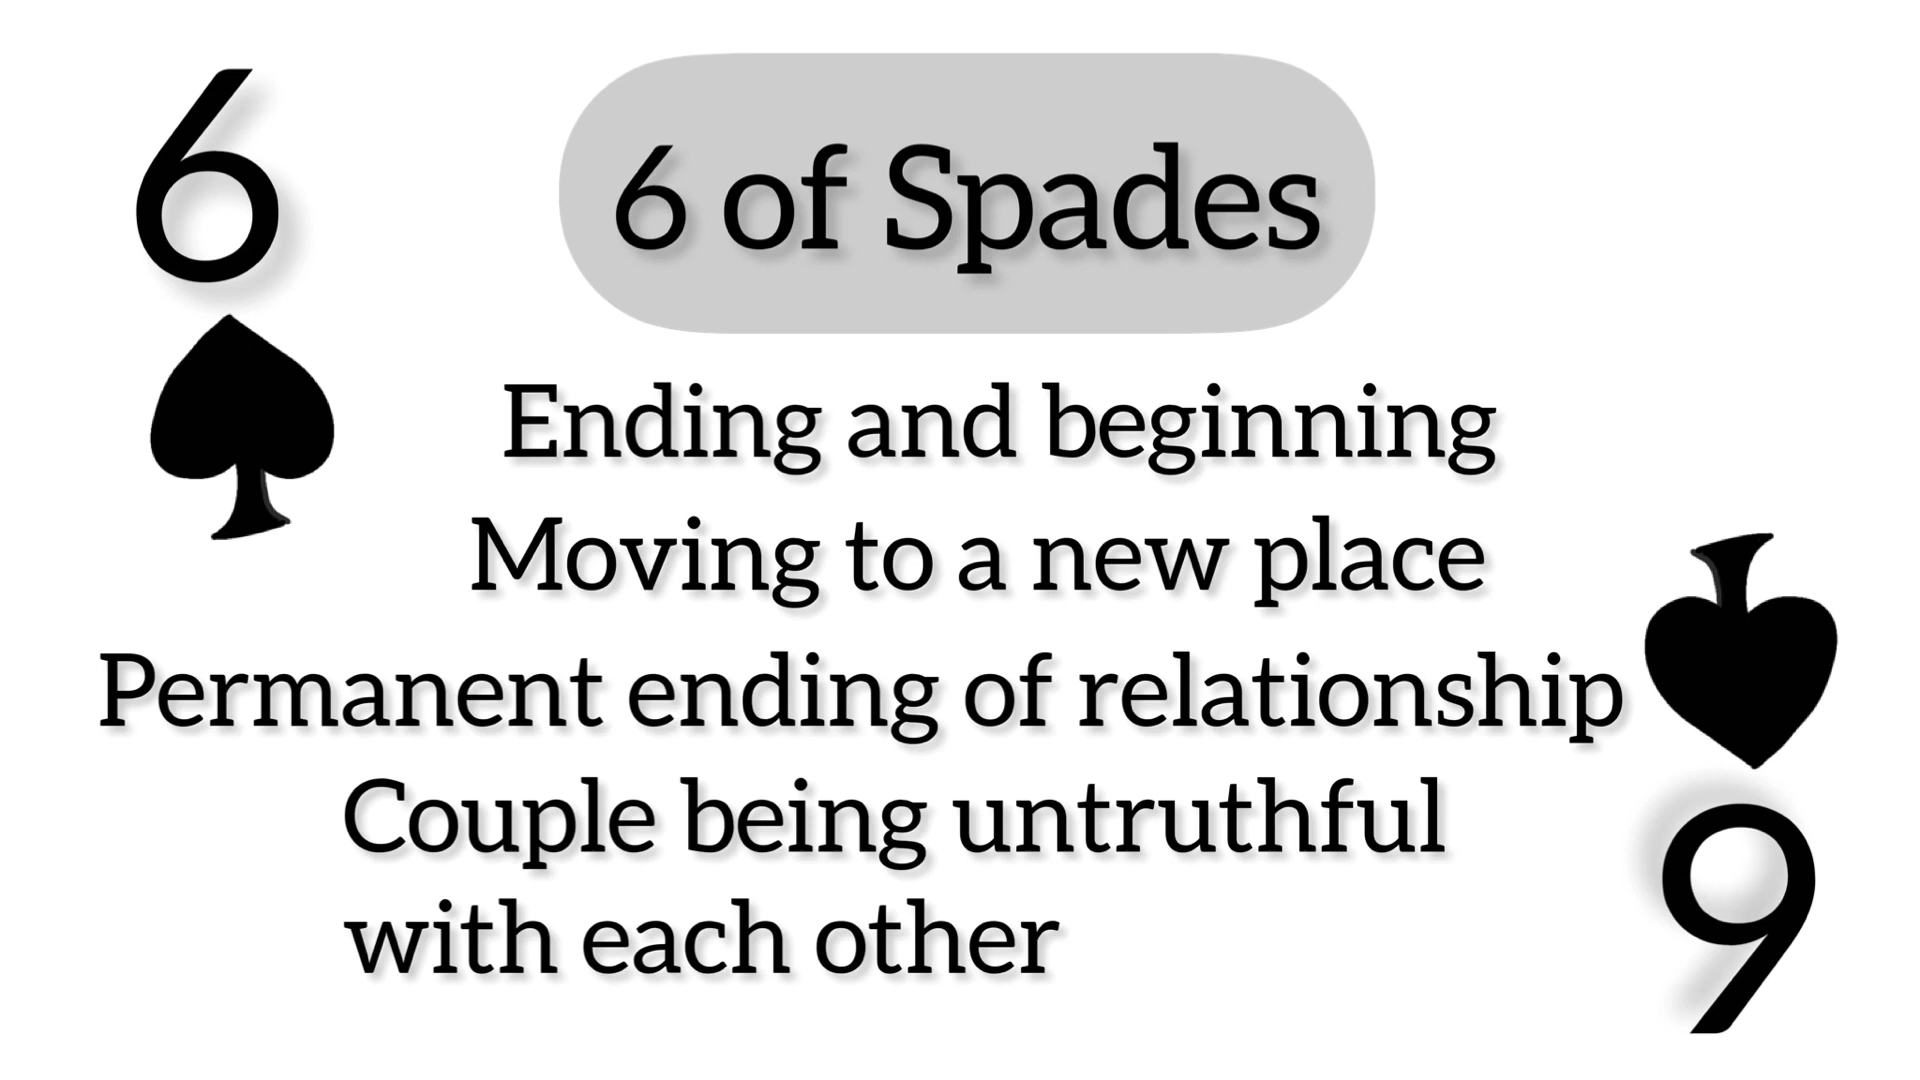 6
6 of Spades
Ending and beginning
Moving to a new place
Permanent ending of relationship
Couple being untruthful
with each other
6